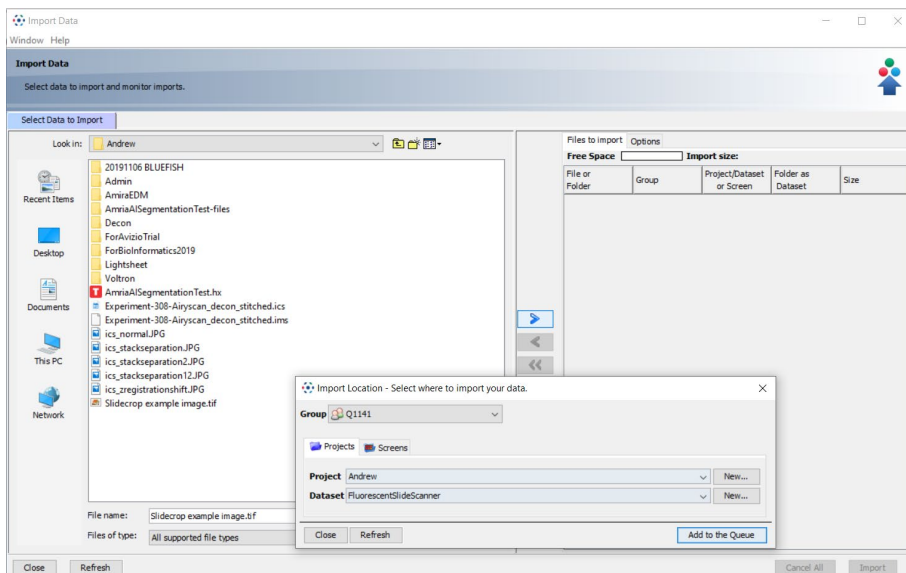 Import Data
Window Help
Import Data
Select data to import and monitor imports.
Select Data to Import
Look in: Andrew
Recent Items
Desktop
Documents
This PC
Network
20191106 BLUEFISH
Admin
AmiraEDM
AmriaAISegmentationTest-files
Decon
ForAvizioTrial
ForBioInformatics2019
Lightsheet
Voltron
AmriaAISegmentationTest.hx
Experiment-308-Airyscan_decon_stitched.ics
Experiment-308-Airyscan_decon_stitched.ims
ics_normal.JPG
ics_stackseparation.JPG
ics_stackseparation2.JPG
ics_stackseparation12.JPG
ics_zregistrationshift.JPG
Slidecrop example image.tif
File name: Slidecrop example image.tif
Files of type: All supported file types
Files to import Options
Free Space Import size:
File or Folder Group Project/Dataset or Screen Folder as Dataset Size
Import Location - Select where to import your data.
Group Q1141
Projects Screens
Project Andrew New...
Dataset FluorescentSlideScanner New...
Close Refresh Add to the Queue
Close Refresh Cancel All Import